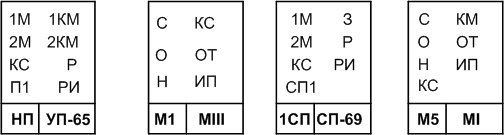 1М 1КМ
2М 2КМ
КС Р
П1 РИ
НП УП-65
С КС
О ОТ
Н ИП
М1 МIII
1М З
2М Р
КС РИ
СП1
1СП СП-69
С КМ
О ОТ
Н ИП
КС
М5 МI